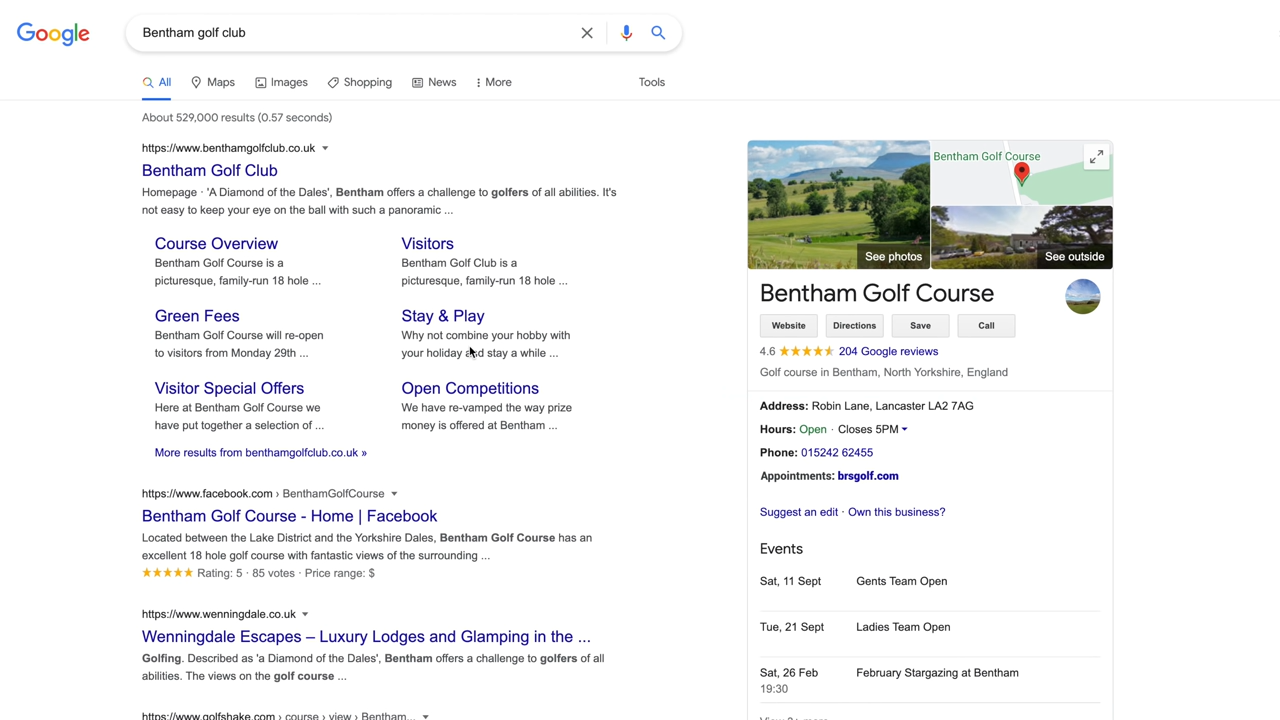 Google
Bentham golf club
All Maps Images Shopping News More Tools
About 529,000 results (0.57 seconds)
https://www.benthamgolfclub.co.uk
Bentham Golf Club
Homepage · 'A Diamond of the Dales', Bentham offers a challenge to golfers of all abilities. It's
not easy to keep your eye on the ball with such a panoramic ...
Course Overview
Bentham Golf Course is a
picturesque, family-run 18 hole ...
Visitors
Bentham Golf Club is a
picturesque, family-run 18 hole ...
Green Fees
Bentham Golf Course will re-open
to visitors from Monday 29th ...
Stay & Play
Why not combine your hobby with
your holiday and stay a while ...
Visitor Special Offers
Here at Bentham Golf Course we
have put together a selection of ...
Open Competitions
We have re-vamped the way prize
money is offered at Bentham ...
More results from benthamgolfclub.co.uk »
https://www.facebook.com › BenthamGolfCourse
Bentham Golf Course - Home | Facebook
Located between the Lake District and the Yorkshire Dales, Bentham Golf Course has an
excellent 18 hole golf course with fantastic views of the surrounding ...
Rating: 5 · 85 votes · Price range: $
https://www.wenningdale.co.uk
Wenningdale Escapes – Luxury Lodges and Glamping in the ...
Golfing. Described as 'a Diamond of the Dales', Bentham offers a challenge to golfers of all
abilities. The views on the golf course ...
https://www.golfshake.com › course › view › Bentham...
Bentham Golf Course
See photos
See outside
Bentham Golf Course
Website Directions Save Call
4.6 204 Google reviews
Golf course in Bentham, North Yorkshire, England
Address: Robin Lane, Lancaster LA2 7AG
Hours: Open · Closes 5PM
Phone: 015242 62455
Appointments: brsgolf.com
Suggest an edit · Own this business?
Events
Sat, 11 Sept Gents Team Open
Tue, 21 Sept Ladies Team Open
Sat, 26 Feb February Stargazing at Bentham
19:30